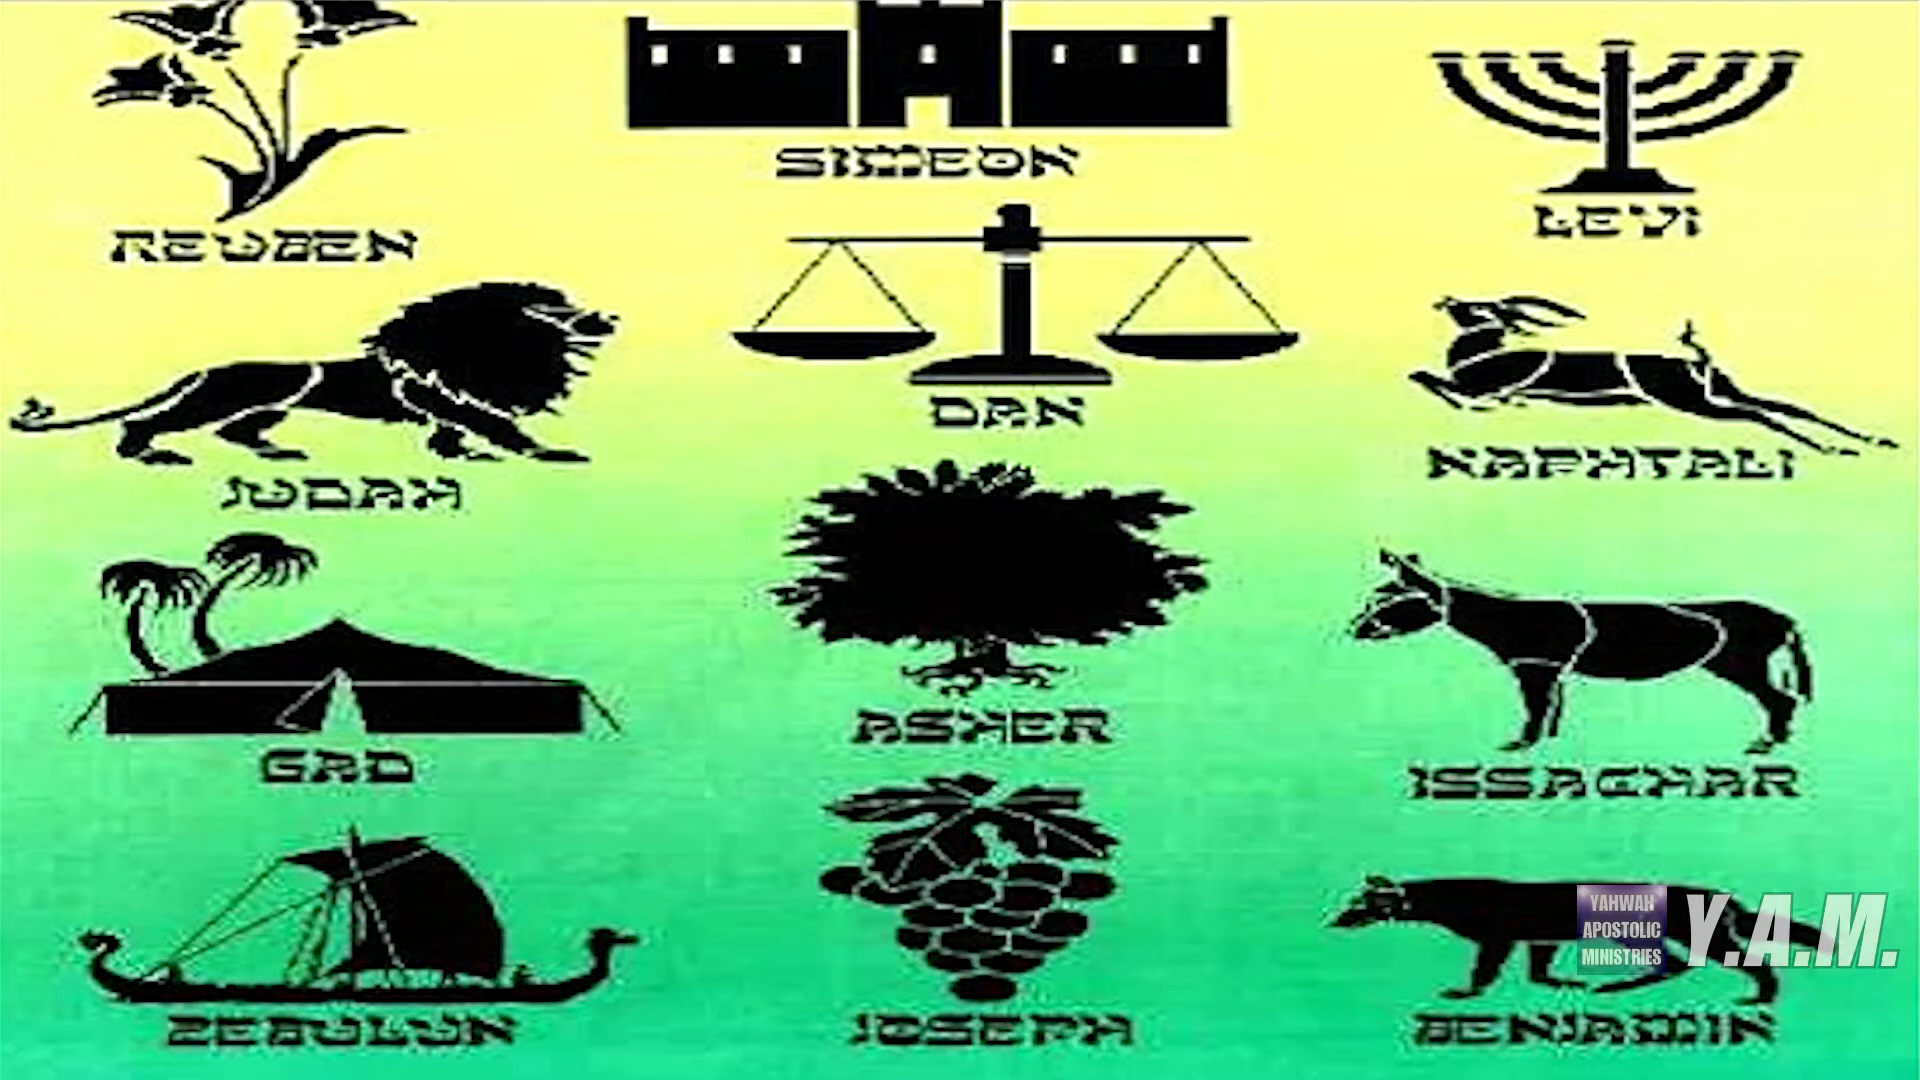 REUBEN
SIMEON
LEVI
JUDAH
DAN
NAPHTALI
GAD
ASHER
ISSACHAR
ZEBULUN
JOSEPH
BENJAMIN
YAHWAH
APOSTOLIC
MINISTRIES
Y.A.M.